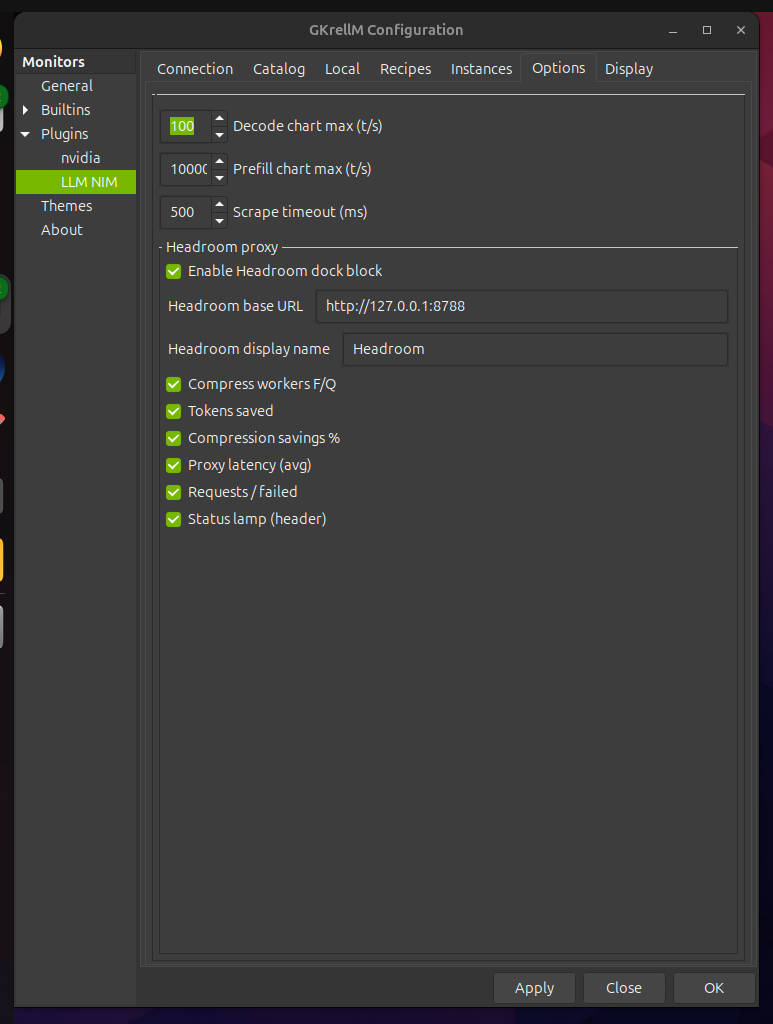 GKrellM Configuration
Monitors
General
Builtins
Plugins
nvidia
LLM NIM
Themes
About
Connection Catalog Local Recipes Instances Options Display
100 Decode chart max (t/s)
10000 Prefill chart max (t/s)
500 Scrape timeout (ms)
Headroom proxy
Enable Headroom dock block
Headroom base URL http://127.0.0.1:8788
Headroom display name Headroom
Compress workers F/Q
Tokens saved
Compression savings %
Proxy latency (avg)
Requests / failed
Status lamp (header)
Apply Close OK